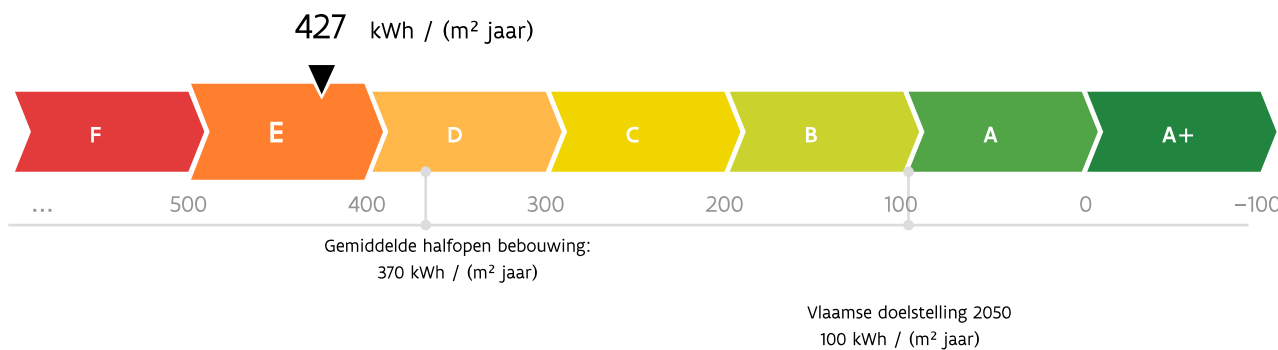 427 kWh / (m² jaar)
F E D C B A A+
... 500 400 300 200 100 0 –100
Gemiddelde halfopen bebouwing:
370 kWh / (m² jaar)
Vlaamse doelstelling 2050
100 kWh / (m² jaar)